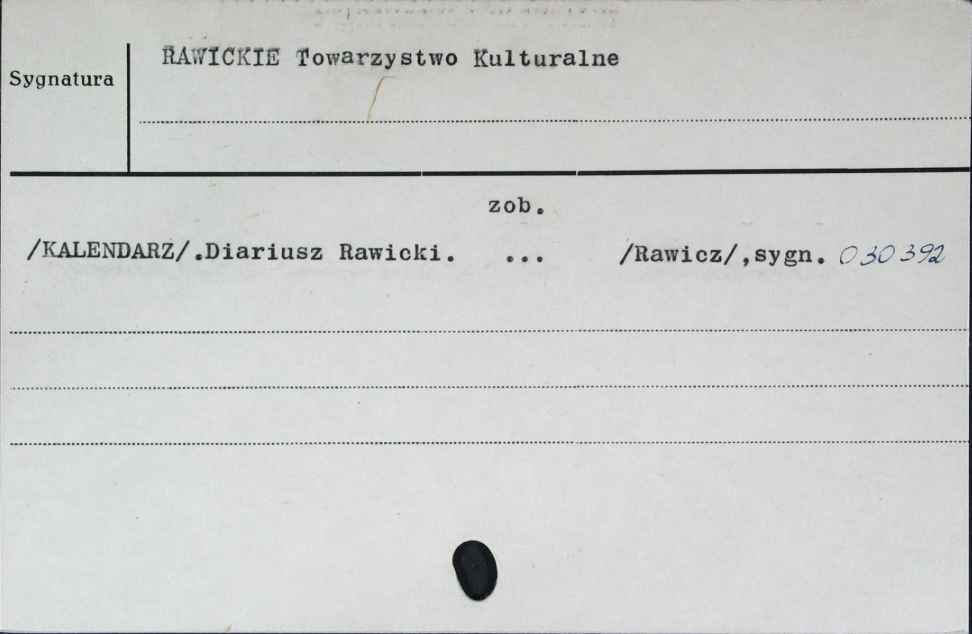 RAWICKIE Towarzystwo Kulturalne
Sygnatura
zob.
/KALENDARZ/.Diariusz Rawicki. ... /Rawicz/,sygn. 030392